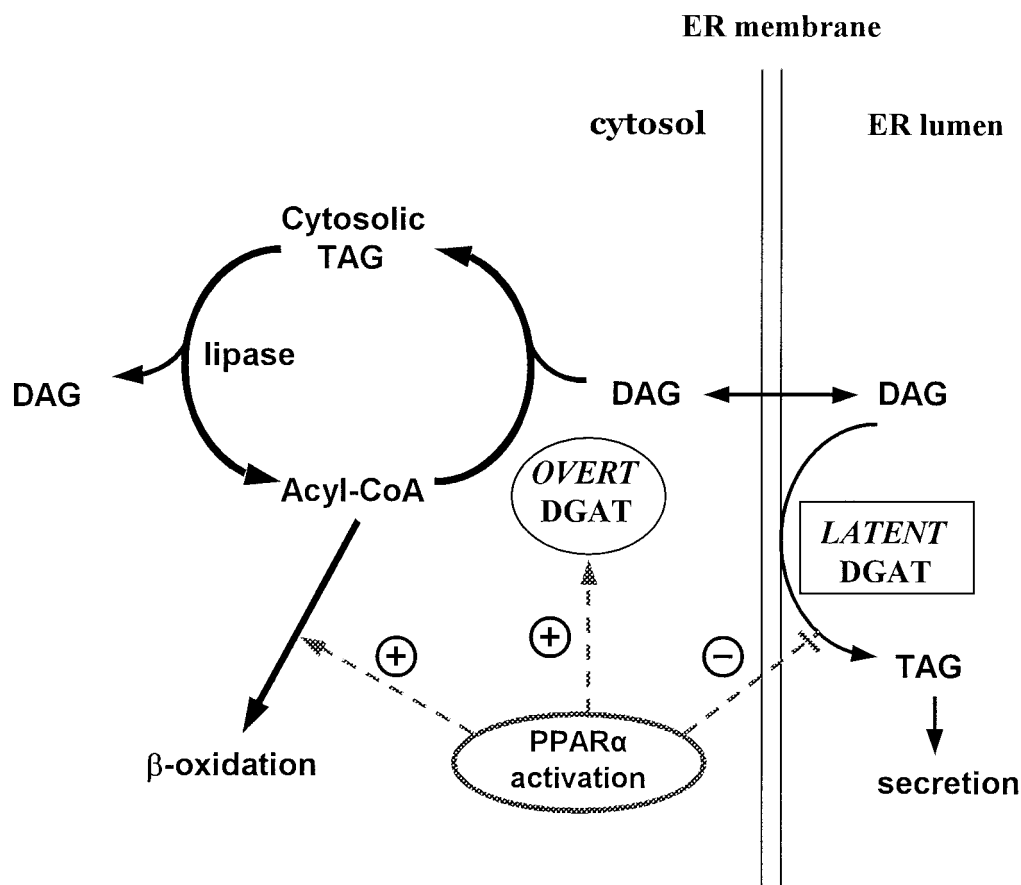 ER membrane
cytosol
ER lumen
Cytosolic
TAG
lipase
DAG
DAG
DAG
Acyl-CoA
OVERT
DGAT
LATENT
DGAT
+
+
−
TAG
PPARα
activation
β-oxidation
secretion